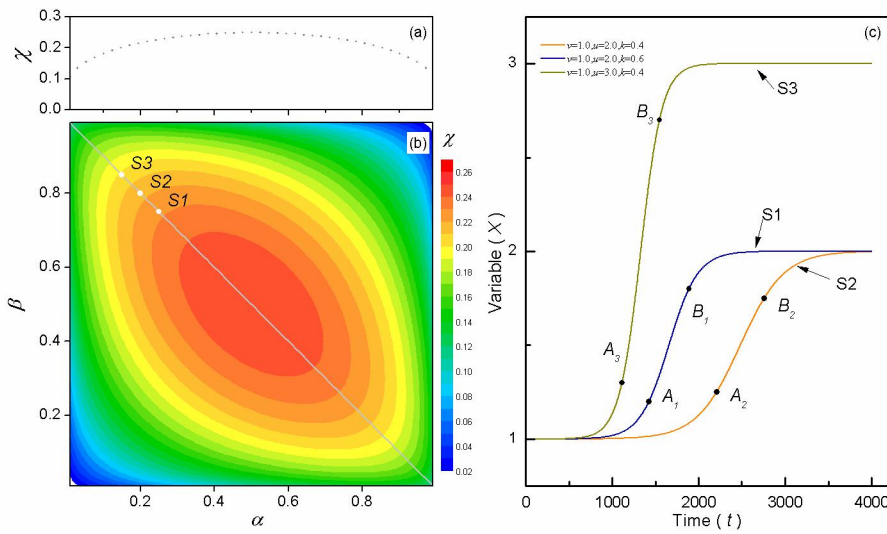 0.3
0.2
0.1
0.0
χ
(a)
(b)
χ
S3
S2
S1
0.8
0.6
0.4
0.2
β
0.2
0.4
0.6
0.8
α
0.26
0.24
0.22
0.20
0.18
0.16
0.14
0.12
0.10
0.08
0.06
0.04
0.02
(c)
v=1.0,u=2.0,k=0.4
v=1.0,u=2.0,k=0.6
v=1.0,u=3.0,k=0.4
3
2
1
Variable ( X )
S3
B3
S1
S2
B1
B2
A3
A1
A2
0
1000
2000
3000
4000
Time ( t )